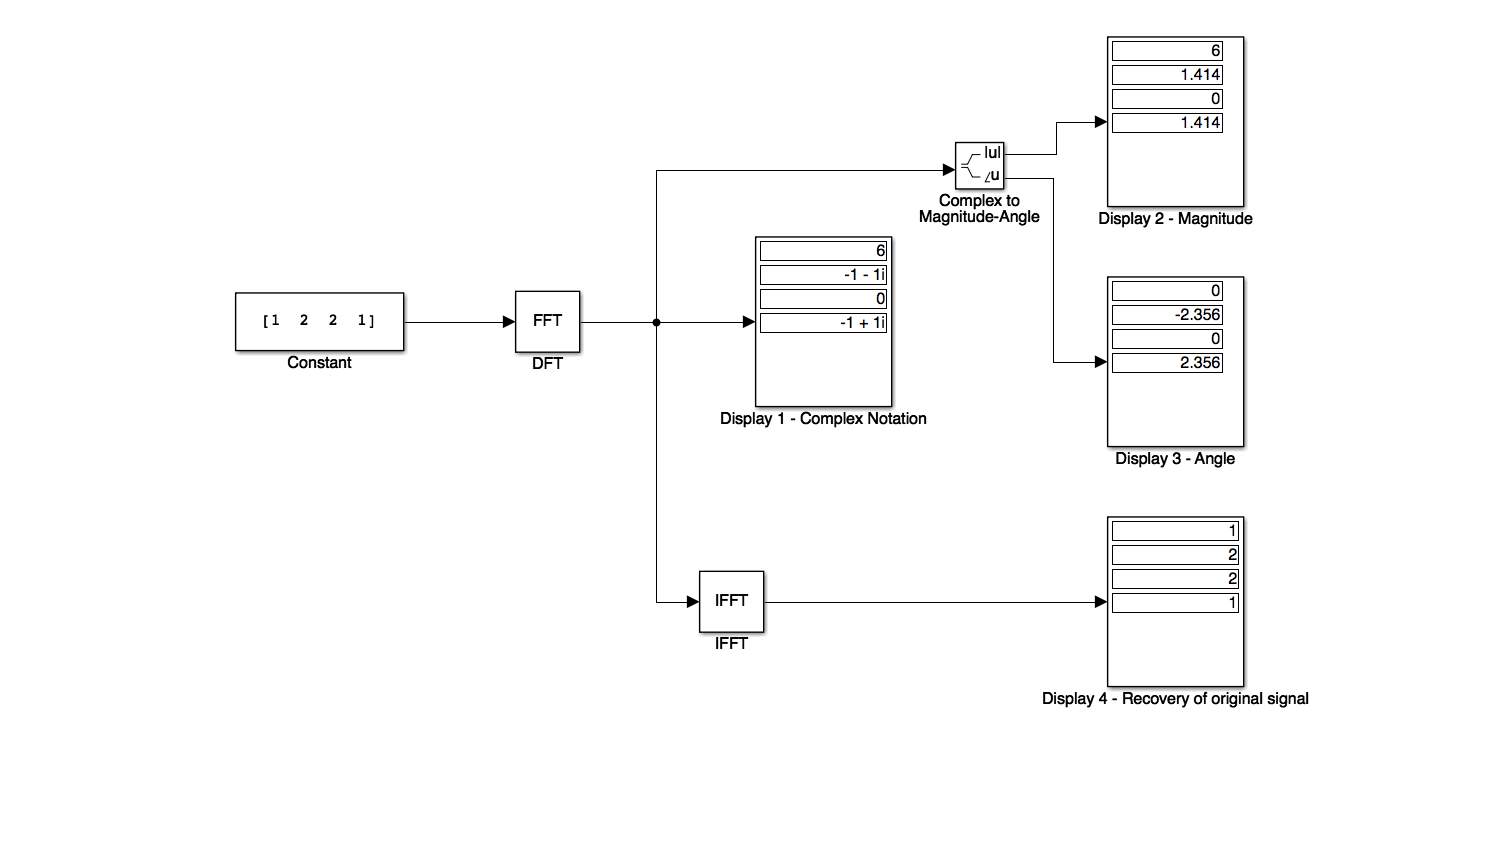 6
1.414
0
1.414
Display 2 - Magnitude
|u|
∠u
Complex to
Magnitude-Angle
6
-1 - 1i
0
-1 + 1i
Display 1 - Complex Notation
[1 2 2 1]
Constant
FFT
DFT
0
-2.356
0
2.356
Display 3 - Angle
IFFT
IFFT
1
2
2
1
Display 4 - Recovery of original signal